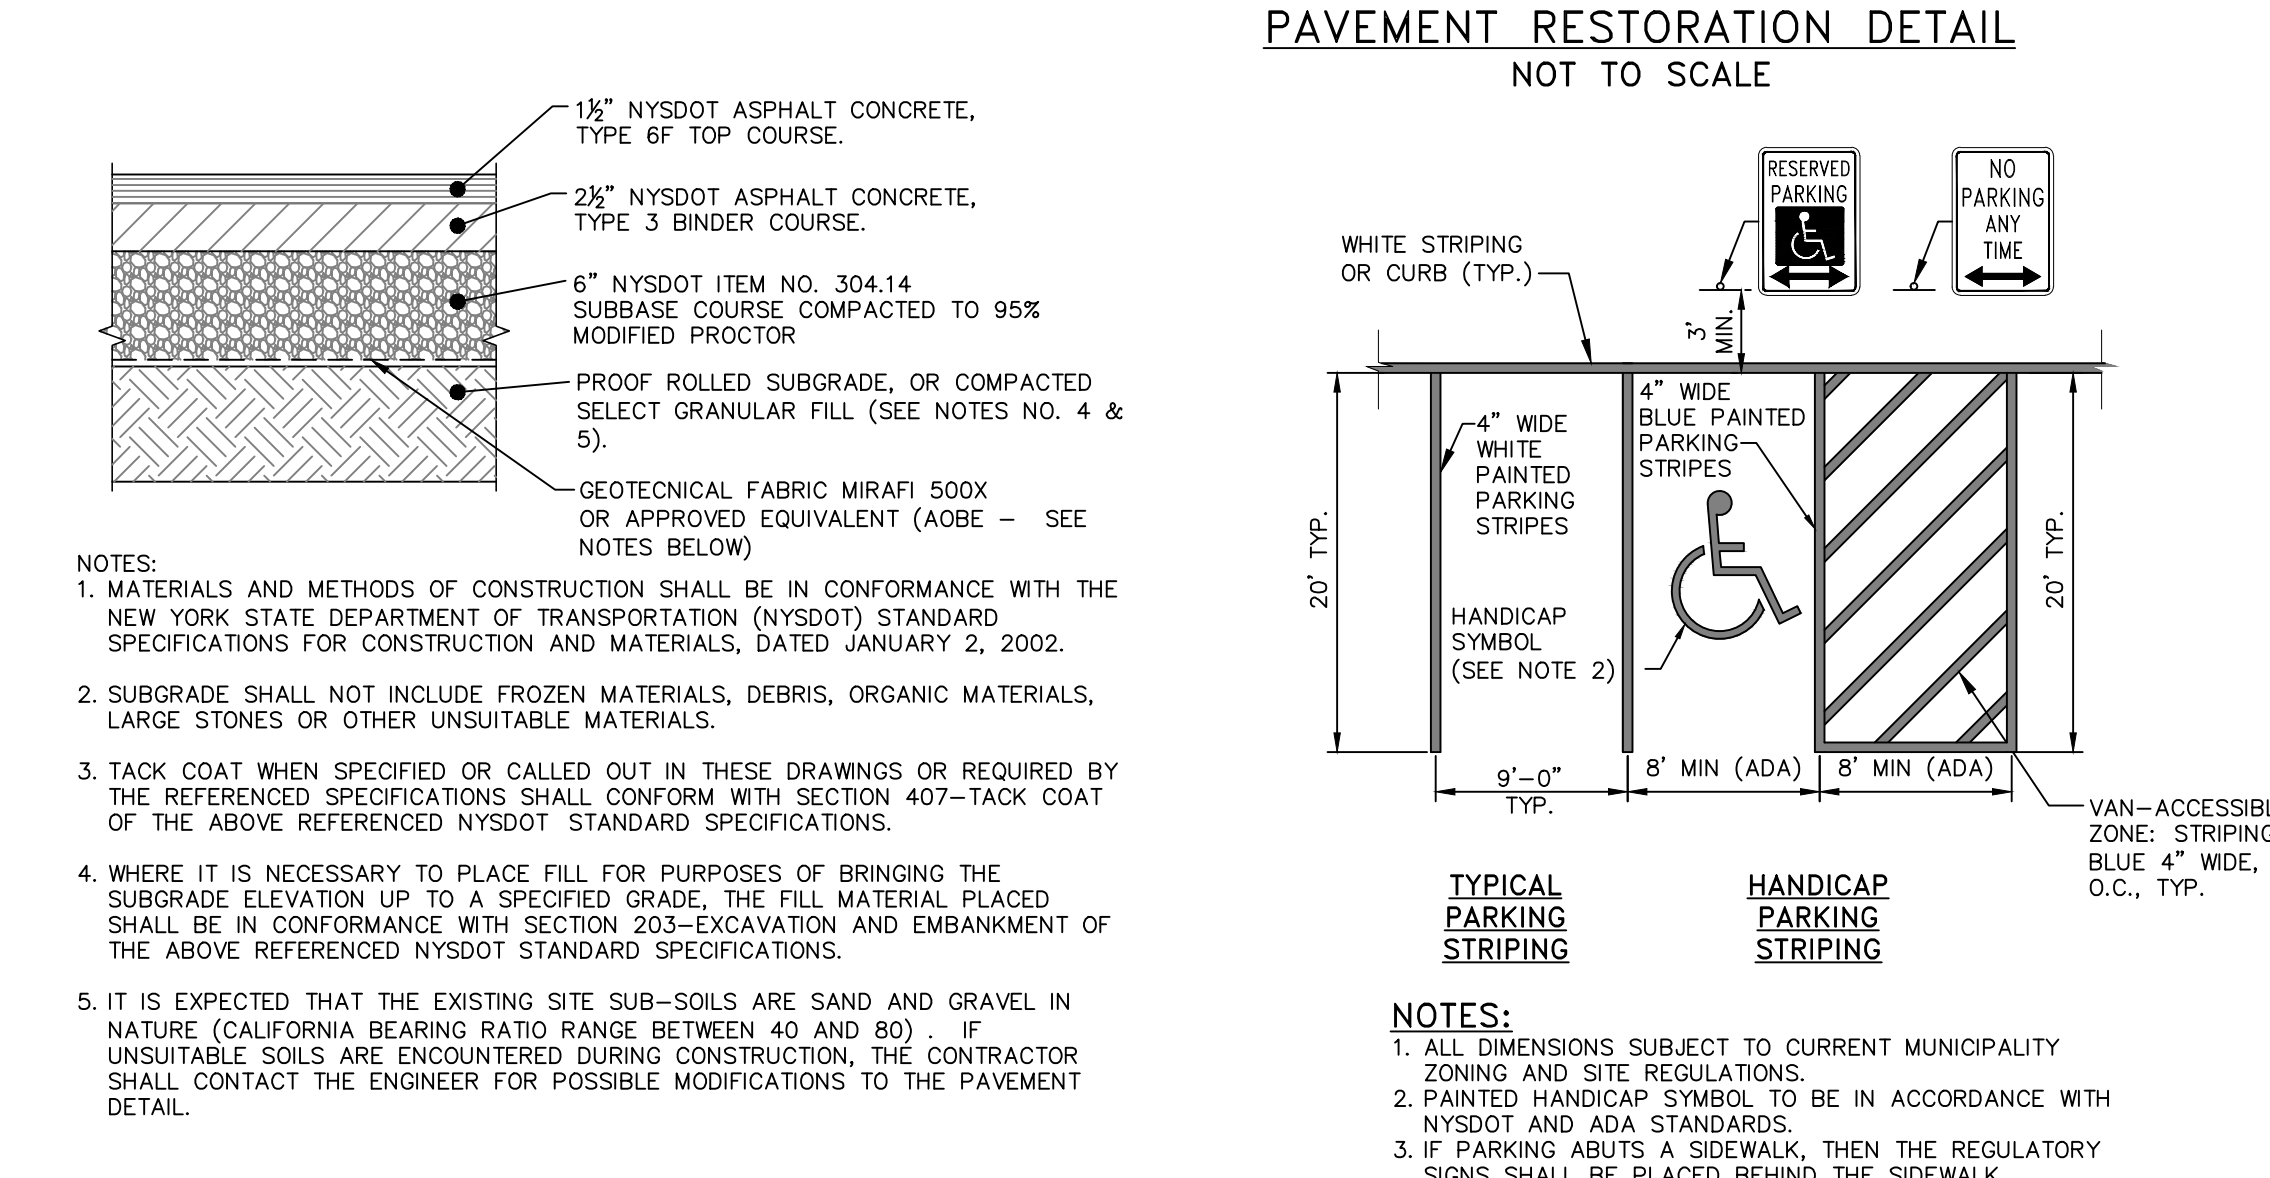 PAVEMENT RESTORATION DETAIL
NOT TO SCALE
1½" NYSDOT ASPHALT CONCRETE,
TYPE 6F TOP COURSE.
2½" NYSDOT ASPHALT CONCRETE,
TYPE 3 BINDER COURSE.
6" NYSDOT ITEM NO. 304.14
SUBBASE COURSE COMPACTED TO 95%
MODIFIED PROCTOR
PROOF ROLLED SUBGRADE, OR COMPACTED
SELECT GRANULAR FILL (SEE NOTES NO. 4 &
5).
GEOTECNICAL FABRIC MIRAFI 500X
OR APPROVED EQUIVALENT (AOBE – SEE
NOTES BELOW)
NOTES:
1. MATERIALS AND METHODS OF CONSTRUCTION SHALL BE IN CONFORMANCE WITH THE
NEW YORK STATE DEPARTMENT OF TRANSPORTATION (NYSDOT) STANDARD
SPECIFICATIONS FOR CONSTRUCTION AND MATERIALS, DATED JANUARY 2, 2002.
2. SUBGRADE SHALL NOT INCLUDE FROZEN MATERIALS, DEBRIS, ORGANIC MATERIALS,
LARGE STONES OR OTHER UNSUITABLE MATERIALS.
3. TACK COAT WHEN SPECIFIED OR CALLED OUT IN THESE DRAWINGS OR REQUIRED BY
THE REFERENCED SPECIFICATIONS SHALL CONFORM WITH SECTION 407–TACK COAT
OF THE ABOVE REFERENCED NYSDOT STANDARD SPECIFICATIONS.
4. WHERE IT IS NECESSARY TO PLACE FILL FOR PURPOSES OF BRINGING THE
SUBGRADE ELEVATION UP TO A SPECIFIED GRADE, THE FILL MATERIAL PLACED
SHALL BE IN CONFORMANCE WITH SECTION 203–EXCAVATION AND EMBANKMENT OF
THE ABOVE REFERENCED NYSDOT STANDARD SPECIFICATIONS.
5. IT IS EXPECTED THAT THE EXISTING SITE SUB–SOILS ARE SAND AND GRAVEL IN
NATURE (CALIFORNIA BEARING RATIO RANGE BETWEEN 40 AND 80) . IF
UNSUITABLE SOILS ARE ENCOUNTERED DURING CONSTRUCTION, THE CONTRACTOR
SHALL CONTACT THE ENGINEER FOR POSSIBLE MODIFICATIONS TO THE PAVEMENT
DETAIL.
RESERVED
PARKING
NO
PARKING
ANY
TIME
WHITE STRIPING
OR CURB (TYP.)
3'
MIN.
4" WIDE
WHITE
PAINTED
PARKING
STRIPES
4" WIDE
BLUE PAINTED
PARKING
STRIPES
20' TYP.
20' TYP.
HANDICAP
SYMBOL
(SEE NOTE 2)
9'–0"
TYP.
8' MIN (ADA)
8' MIN (ADA)
VAN–ACCESSIBL
ZONE: STRIPING
BLUE 4" WIDE,
O.C., TYP.
TYPICAL
PARKING
STRIPING
HANDICAP
PARKING
STRIPING
NOTES:
1. ALL DIMENSIONS SUBJECT TO CURRENT MUNICIPALITY
ZONING AND SITE REGULATIONS.
2. PAINTED HANDICAP SYMBOL TO BE IN ACCORDANCE WITH
NYSDOT AND ADA STANDARDS.
3. IF PARKING ABUTS A SIDEWALK, THEN THE REGULATORY
SIGNS SHALL BE PLACED BEHIND THE SIDEWALK